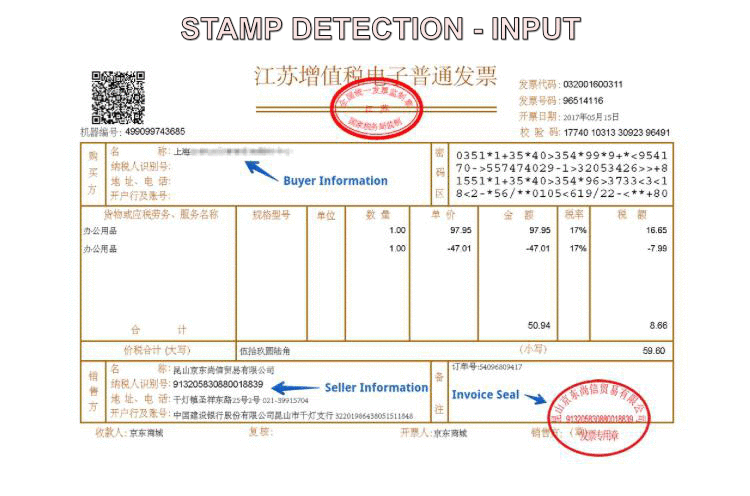 STAMP DETECTION - INPUT
江苏增值税电子普通发票
全国统一发票监制章
江 苏
国家税务局监制
发票代码: 032001600311
发票号码: 96514116
开票日期: 2017年05月15日
校 验 码: 17740 10313 30923 96491
机器编号: 499099743685
购买方
名 称: 上海
纳税人识别号:
地 址、电 话:
开户行及账号:
Buyer Information
密码区
0351*1+35*40>354*99*9+*<9541
70->557474029-1>32053426>>+8
1551*1+35*40>354*96>3733<3<1
8<2-*56/**0105<619/22-<**+80
货物或应税劳务、服务名称 规格型号 单位 数 量 单 价 金 额 税率 税 额
办公用品 1.00 97.95 97.95 17% 16.65
办公用品 1.00 -47.01 -47.01 17% -7.99
合 计 50.94 8.66
价税合计 (大写) 伍拾玖圆陆角 (小写) 59.60
销售方
名 称: 昆山京东尚信贸易有限公司
纳税人识别号: 913205830880018839
地 址、电 话: 千灯镇圣祥东路25号2号 021-39915704
开户行及账号: 中国建设银行股份有限公司昆山市千灯支行 32201986438051511848
Seller Information
备注
订单号:54096809417
Invoice Seal
昆山京东尚信贸易有限公司
913205830880018839
发票专用章
收款人: 京东商城 复核: 开票人: 京东商城 销售方: (章)